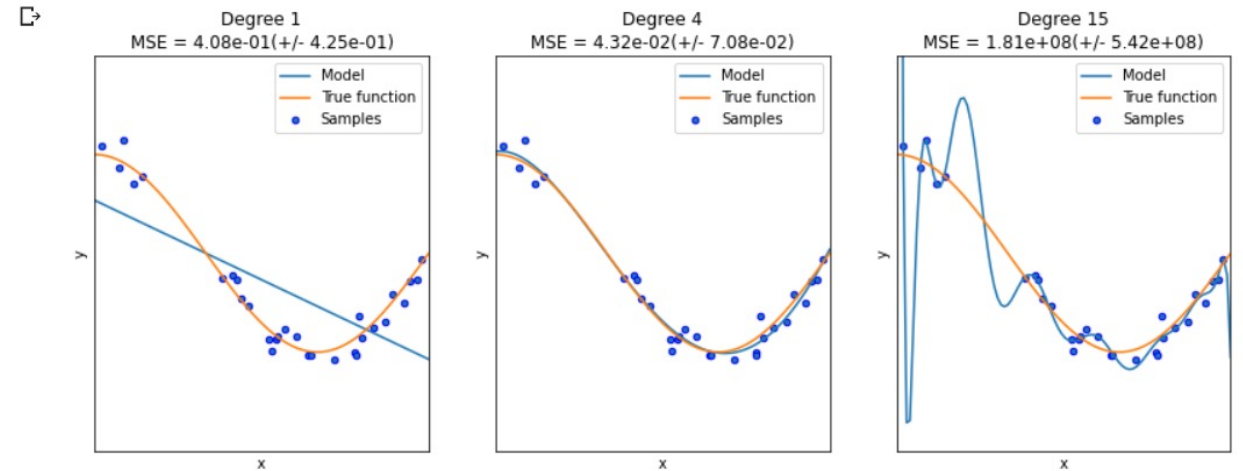 Degree 1
MSE = 4.08e-01(+/- 4.25e-01)
Model
True function
Samples
y
x
Degree 4
MSE = 4.32e-02(+/- 7.08e-02)
Model
True function
Samples
y
x
Degree 15
MSE = 1.81e+08(+/- 5.42e+08)
Model
True function
Samples
y
x